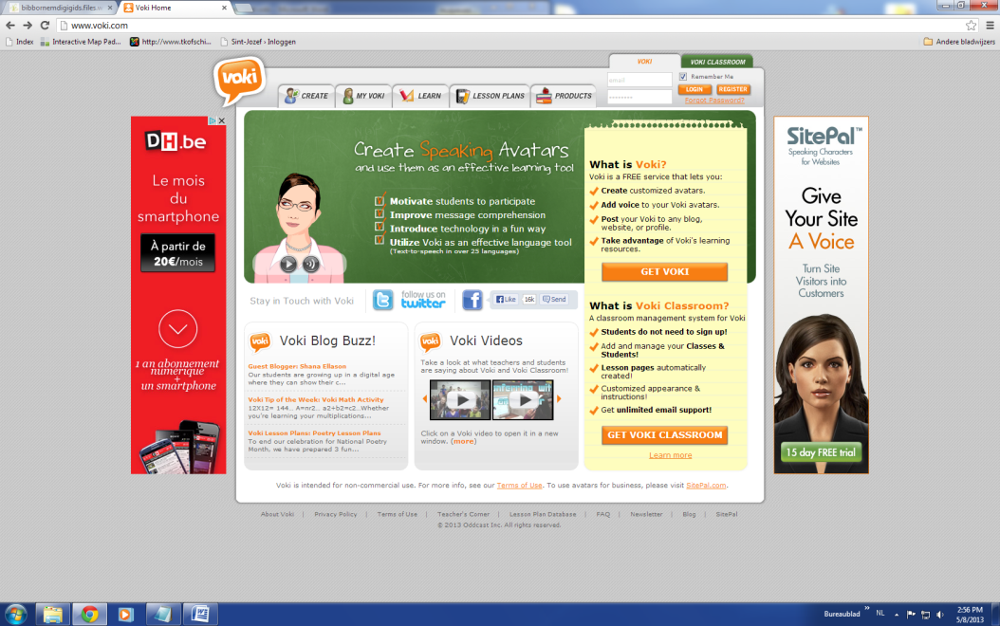 bibbornemdigigids.files.w
Voki Home
www.voki.com
Index
Interactive Map Pad...
http://www.tkofschi...
Sint-Jozef › Inloggen
Andere bladwijzers
voki
VOKI
VOKI CLASSROOM
email
Remember Me
LOGIN
REGISTER
Forgot Password?
CREATE
MY VOKI
LEARN
LESSON PLANS
PRODUCTS
DH.be
Le mois
du
smartphone
À partir de
20€/mois
1 an abonnement
numérique
+
un smartphone
Create Speaking Avatars
and use them as an effective learning tool
Motivate students to participate
Improve message comprehension
Introduce technology in a fun way
Utilize Voki as an effective language tool
(Text-to-speech in over 25 languages)
What is Voki?
Voki is a FREE service that lets you:
Create customized avatars.
Add voice to your Voki avatars.
Post your Voki to any blog,
website, or profile.
Take advantage of Voki's learning
resources.
GET VOKI
What is Voki Classroom?
A classroom management system for Voki
Students do not need to sign up!
Add and manage your Classes &
Students!
Lesson pages automatically
created!
Customized appearance &
instructions!
Get unlimited email support!
GET VOKI CLASSROOM
Learn more
Stay in Touch with Voki
follow us on
twitter
Like
16k
Send
voki
Voki Blog Buzz!
Guest Blogger: Shana Ellason
Our students are growing up in a digital age
where they can show their c...
Voki Tip of the Week: Voki Math Activity
12X12= 144.. A=πr2.. a2+b2=c2..Whether
you're learning your multiplications...
Voki Lesson Plans: Poetry Lesson Plans
To end our celebration for National Poetry
Month, we have prepared 3 fun...
voki
Voki Videos
Take a look at what teachers and students
are saying about Voki and Voki Classroom!
Click on a Voki video to open it in a new
window. (more)
SitePal™
Speaking Characters
for Websites
Give
Your Site
A Voice
Turn Site
Visitors into
Customers
15 day FREE trial
Voki is intended for non-commercial use. For more info, see our Terms of Use. To use avatars for business, please visit SitePal.com.
About Voki | Privacy Policy | Terms of Use | Teacher's Corner | Lesson Plan Database | FAQ | Newsletter | Blog | SitePal
© 2013 Oddcast Inc. All rights reserved.
Bureaublad
NL
2:56 PM
5/8/2013